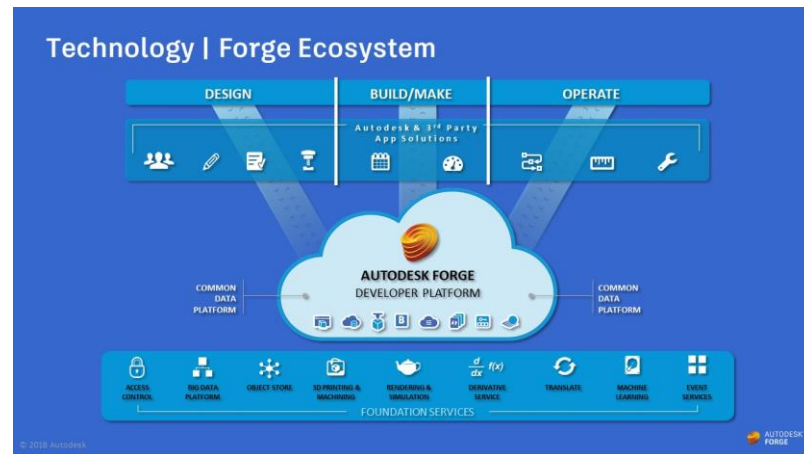 Technology | Forge Ecosystem
DESIGN
BUILD/MAKE
OPERATE
Autodesk & 3rd Party
App Solutions
AUTODESK FORGE
DEVELOPER PLATFORM
COMMON
DATA
PLATFORM
COMMON
DATA
PLATFORM
B
d/dx f(x)
ACCESS
CONTROL
BIG DATA
PLATFORM
OBJECT STORE
3D PRINTING &
MACHINING
RENDERING &
SIMULATION
DERIVATIVE
SERVICE
TRANSLATE
MACHINE
LEARNING
EVENT
SERVICES
FOUNDATION SERVICES
© 2018 Autodesk
AUTODESK
FORGE